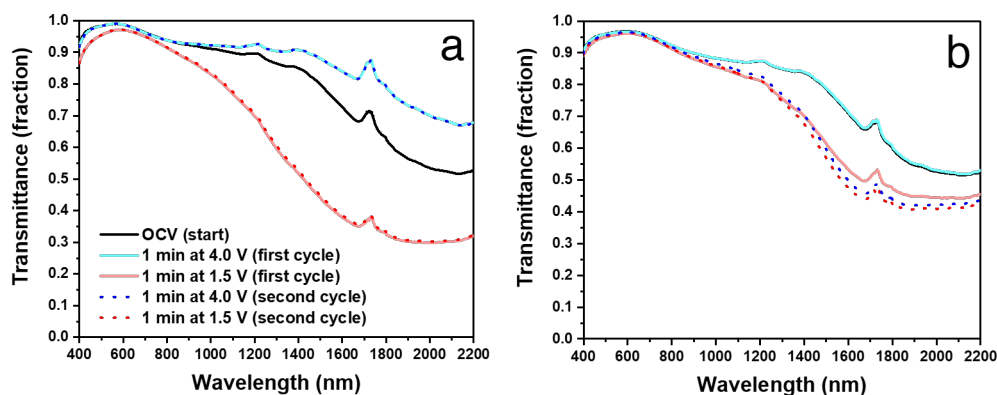 a
1.0
0.9
0.8
0.7
0.6
0.5
0.4
0.3
0.2
0.1
0.0
Transmittance (fraction)
OCV (start)
1 min at 4.0 V (first cycle)
1 min at 1.5 V (first cycle)
1 min at 4.0 V (second cycle)
1 min at 1.5 V (second cycle)
400 600 800 1000 1200 1400 1600 1800 2000 2200
Wavelength (nm)
b
1.0
0.9
0.8
0.7
0.6
0.5
0.4
0.3
0.2
0.1
0.0
Transmittance (fraction)
400 600 800 1000 1200 1400 1600 1800 2000 2200
Wavelength (nm)